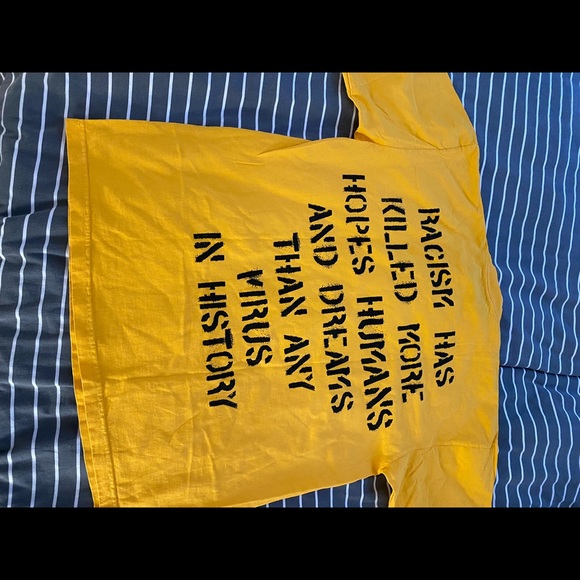 RACISM HAS
KILLED MORE
HOPES HUMANS
AND DREAMS
THAN ANY
VIRUS
IN HISTORY